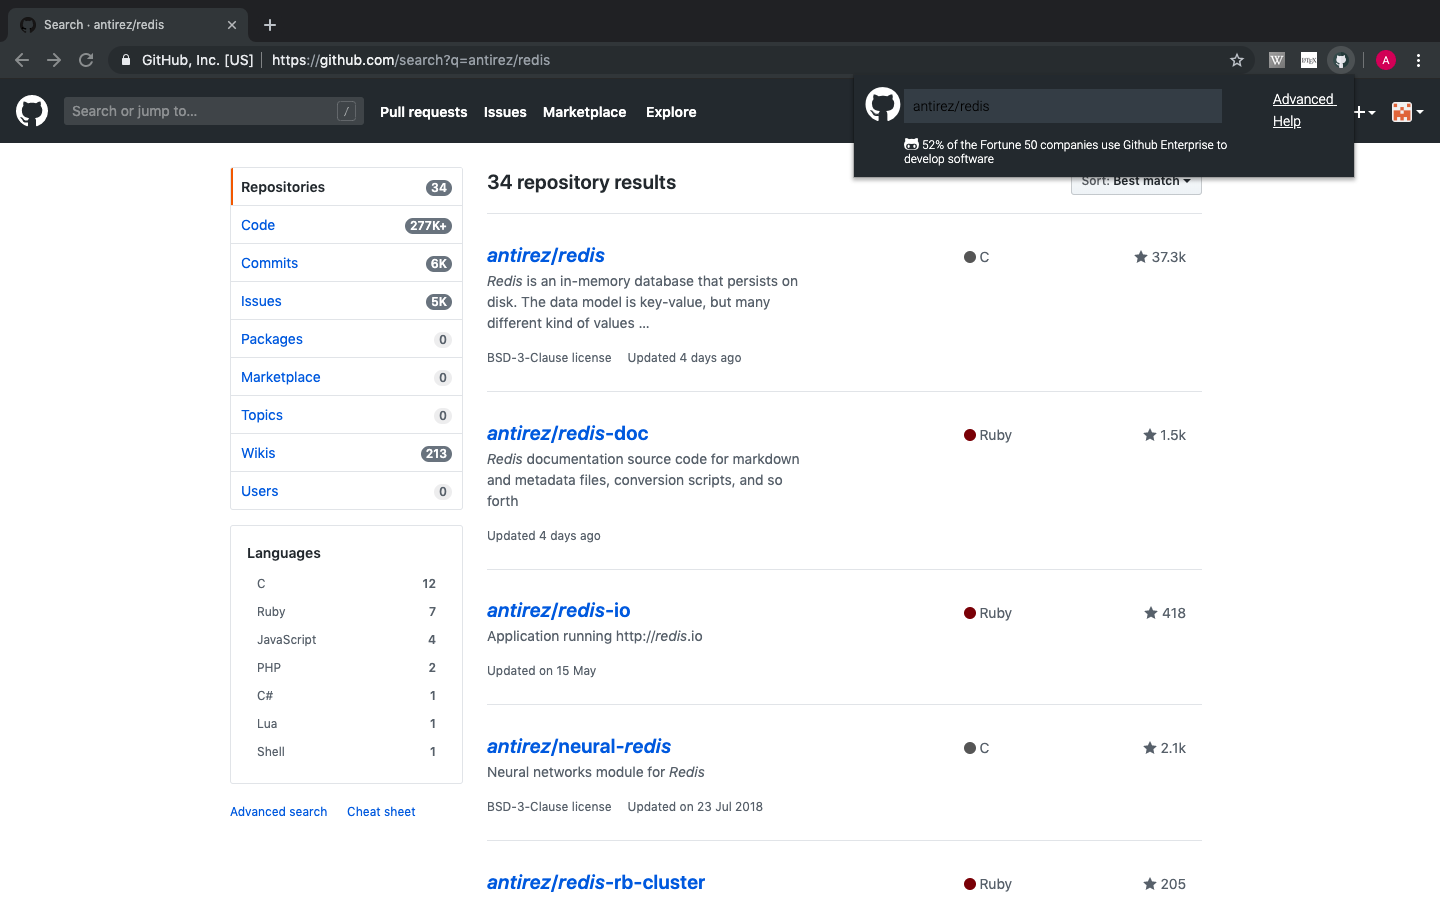 Search · antirez/redis
GitHub, Inc. [US] https://github.com/search?q=antirez/redis
W
A
Search or jump to... /
Pull requests Issues Marketplace Explore
antirez/redis
Advanced
Help
52% of the Fortune 50 companies use Github Enterprise to
develop software
Repositories 34
Code 277K+
Commits 6K
Issues 5K
Packages 0
Marketplace 0
Topics 0
Wikis 213
Users 0
Languages
C 12
Ruby 7
JavaScript 4
PHP 2
C# 1
Lua 1
Shell 1
Advanced search Cheat sheet
34 repository results
Sort: Best match
antirez/redis
C 37.3k
Redis is an in-memory database that persists on
disk. The data model is key-value, but many
different kind of values ...
BSD-3-Clause license Updated 4 days ago
antirez/redis-doc
Ruby 1.5k
Redis documentation source code for markdown
and metadata files, conversion scripts, and so
forth
Updated 4 days ago
antirez/redis-io
Ruby 418
Application running http://redis.io
Updated on 15 May
antirez/neural-redis
C 2.1k
Neural networks module for Redis
BSD-3-Clause license Updated on 23 Jul 2018
antirez/redis-rb-cluster
Ruby 205